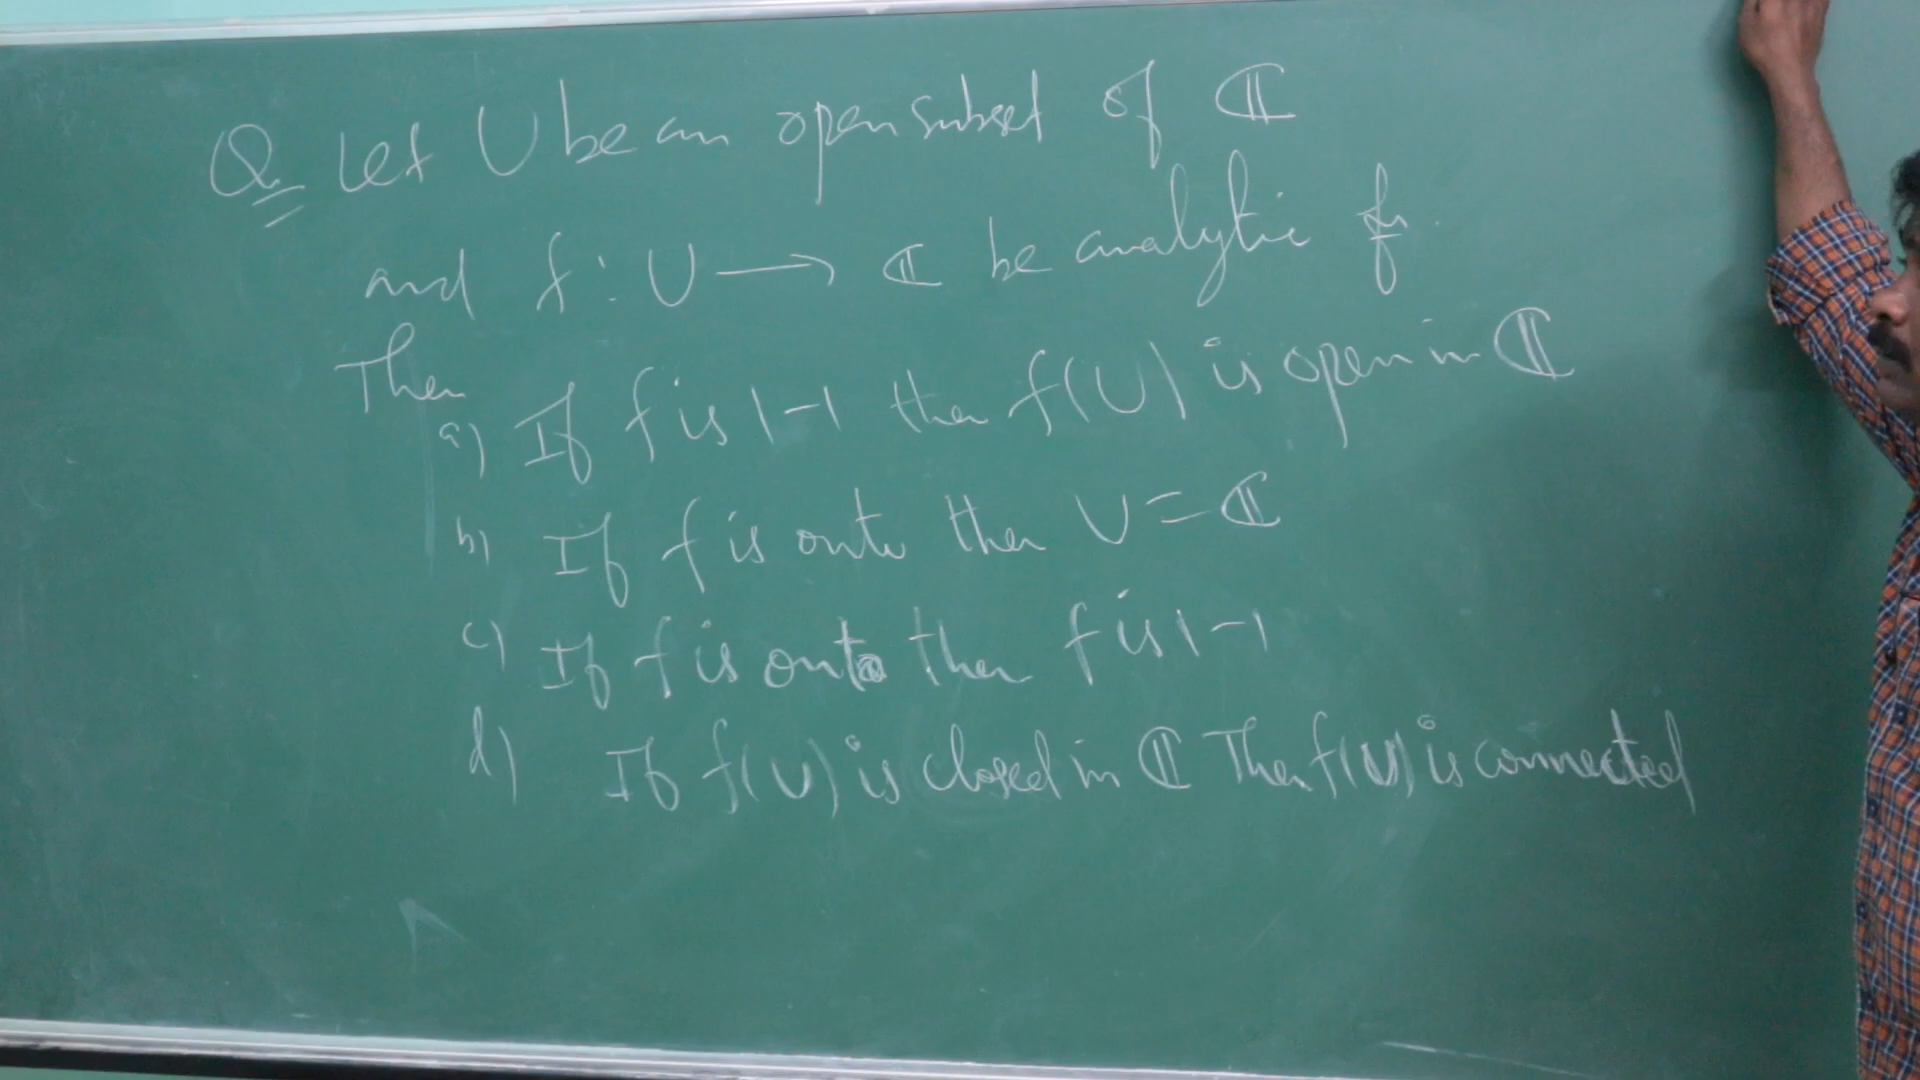 Q Let U be an open subset of ℂ
and f : U → ℂ be analytic fn.
Then
a) If f is 1-1 then f(U) is open in ℂ
b) If f is onto then U = ℂ
c) If f is onto then f is 1-1
d) If f(U) is closed in ℂ Then f(U) is connected